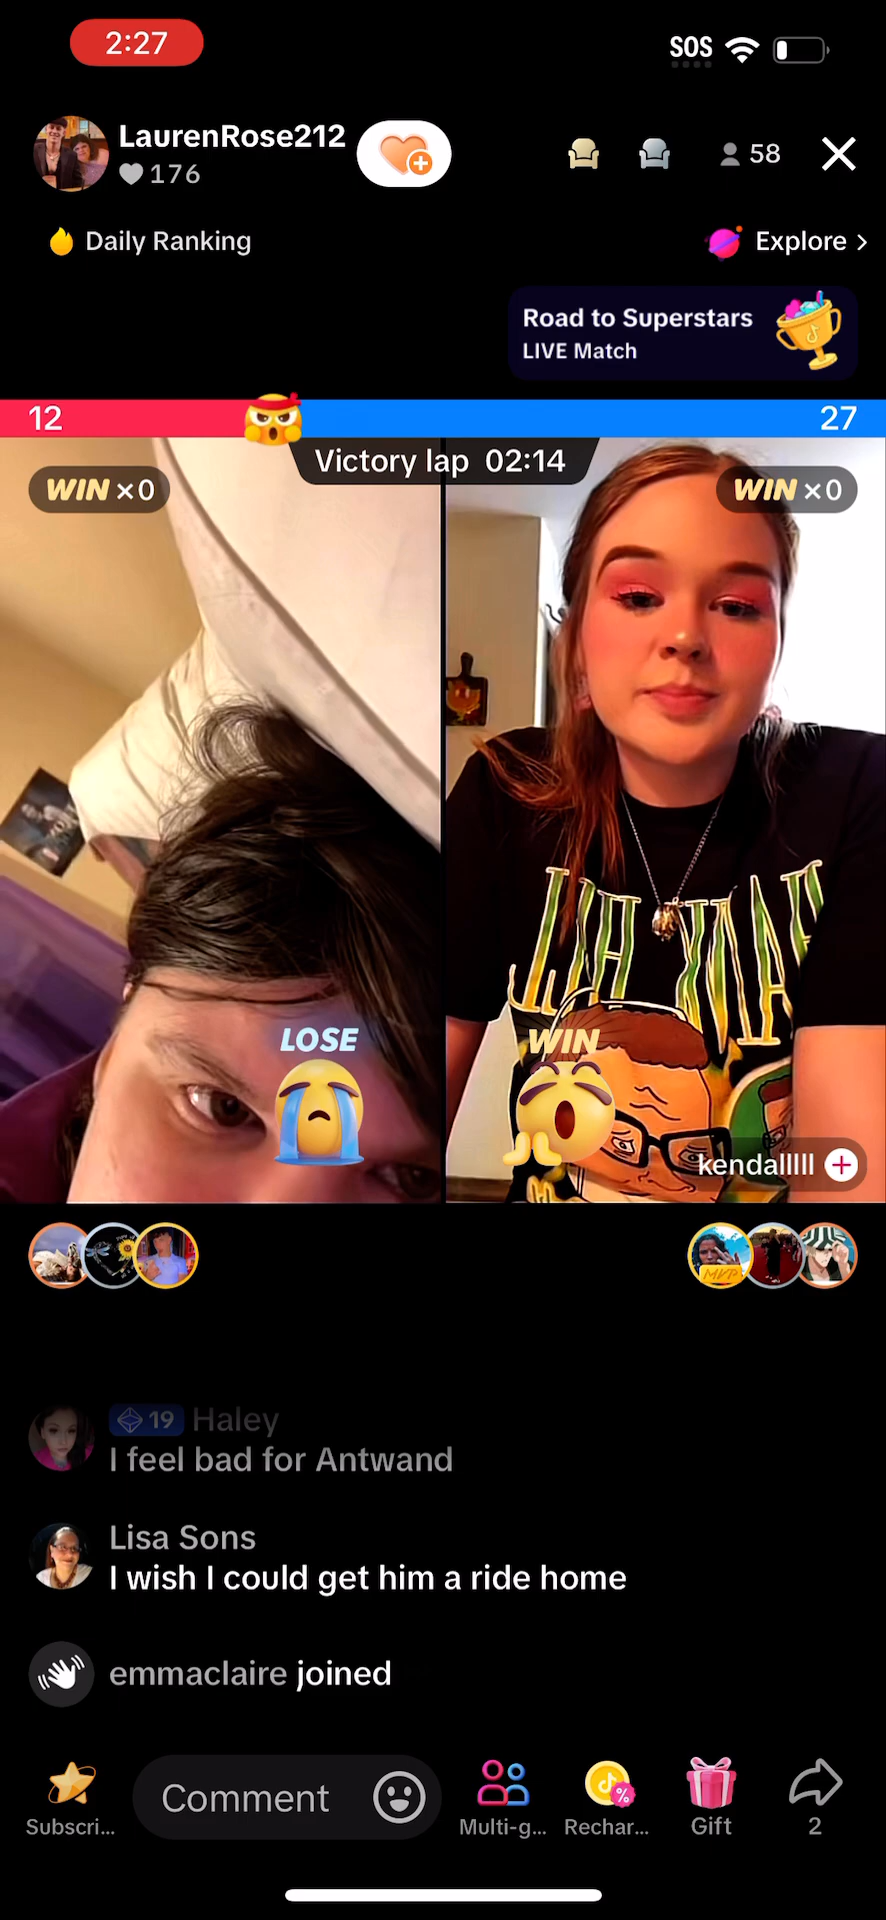 2:27
SOS
LaurenRose212
176
58
Daily Ranking
Explore >
Road to Superstars
LIVE Match
12
27
Victory lap 02:14
WIN ×0
WIN ×0
LOSE
WIN
kendalllll
MVP
19 Haley
I feel bad for Antwand
Lisa Sons
I wish I could get him a ride home
emmaclaire joined
Comment
Subscri...
Multi-g...
Rechar...
Gift
2